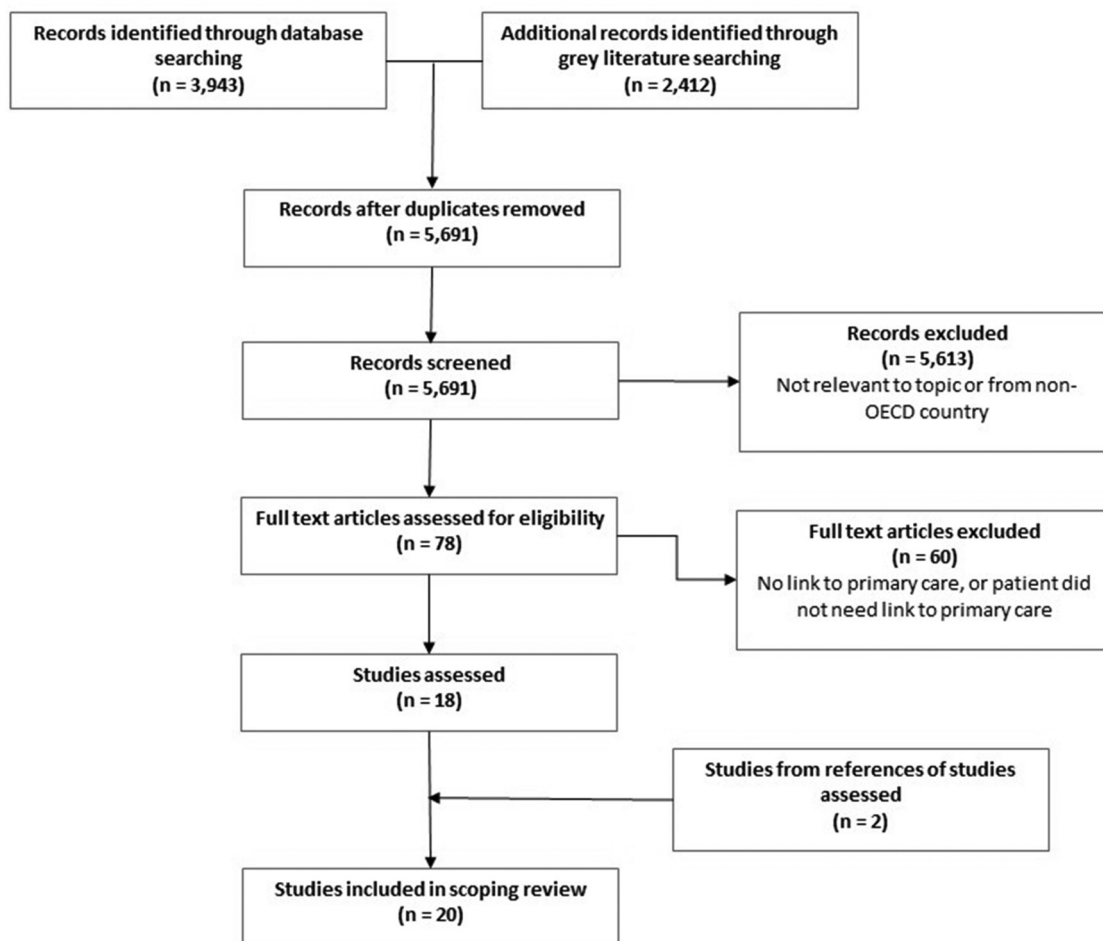 Records identified through database
searching
(n = 3,943)
Additional records identified through
grey literature searching
(n = 2,412)
Records after duplicates removed
(n = 5,691)
Records screened
(n = 5,691)
Records excluded
(n = 5,613)
Not relevant to topic or from non-
OECD country
Full text articles assessed for eligibility
(n = 78)
Full text articles excluded
(n = 60)
No link to primary care, or patient did
not need link to primary care
Studies assessed
(n = 18)
Studies from references of studies
assessed
(n = 2)
Studies included in scoping review
(n = 20)